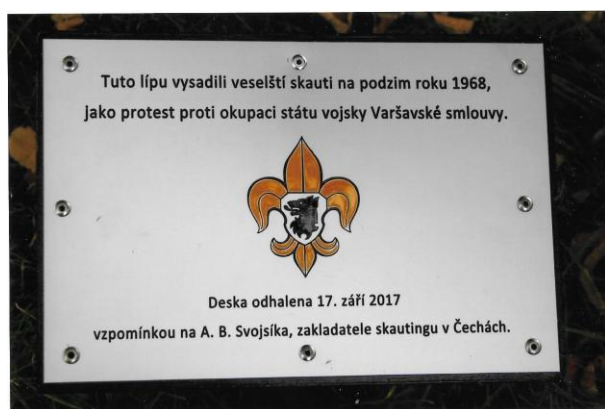 Tuto lípu vysadili veselští skauti na podzim roku 1968,
jako protest proti okupaci státu vojsky Varšavské smlouvy.
Deska odhalena 17. září 2017
vzpomínkou na A. B. Svojsíka, zakladatele skautingu v Čechách.